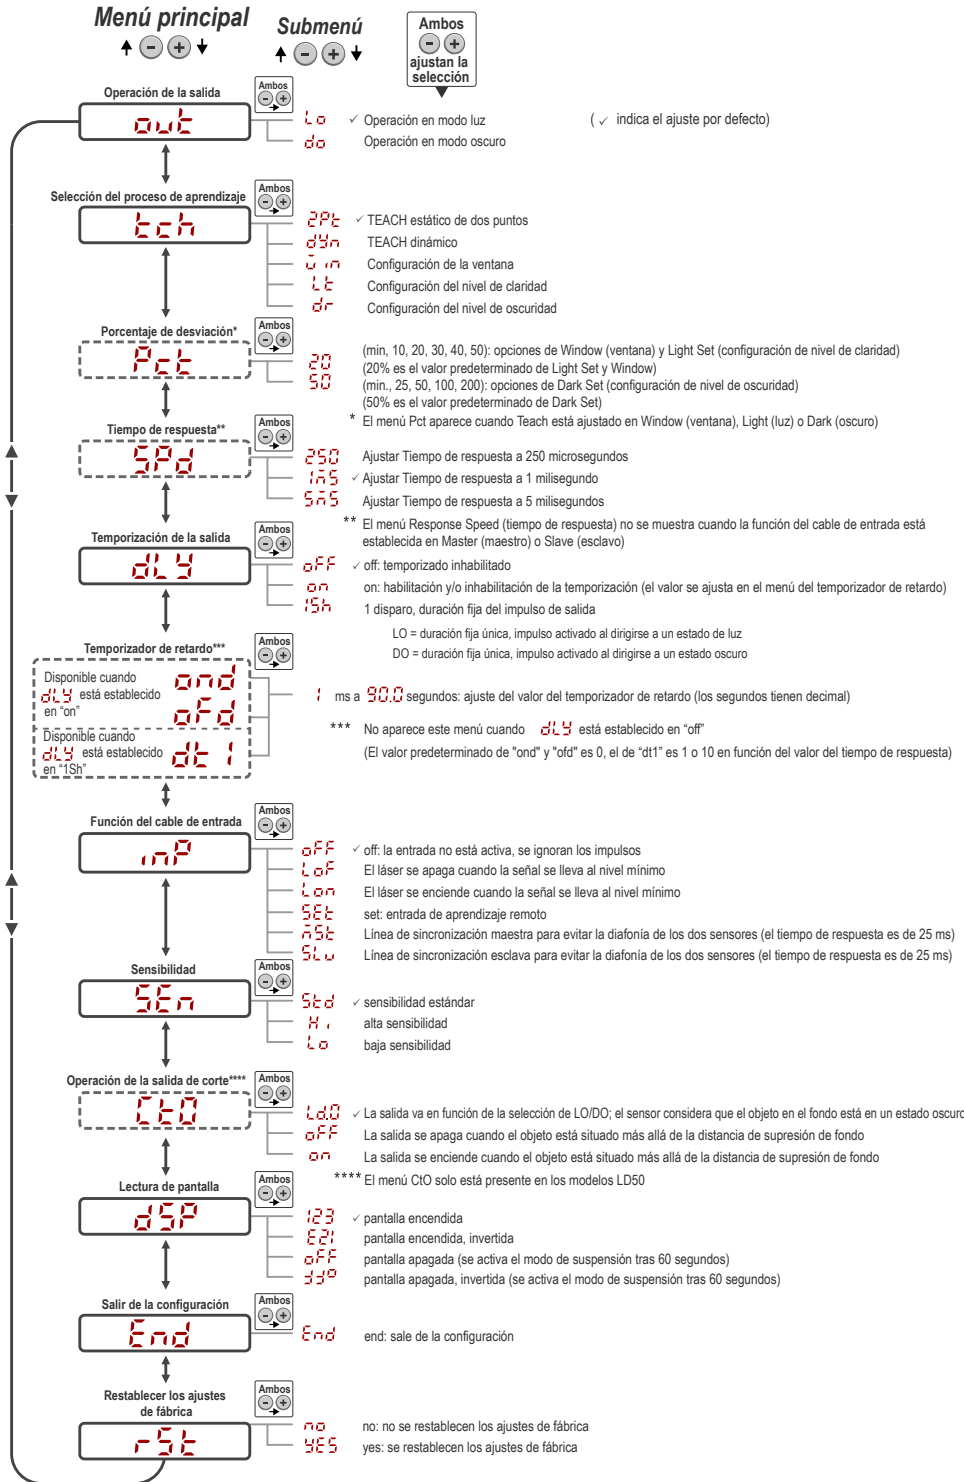 Menú principal
Submenú
Ambos
ajustan la
selección
Operación de la salida
Ambos
out
Lo ✓ Operación en modo luz
( ✓ indica el ajuste por defecto)
do Operación en modo oscuro
Selección del proceso de aprendizaje
Ambos
tch
2Pt ✓ TEACH estático de dos puntos
dYn TEACH dinámico
Win Configuración de la ventana
Lt Configuración del nivel de claridad
dr Configuración del nivel de oscuridad
Porcentaje de desviación*
Ambos
Pct
20 (min, 10, 20, 30, 40, 50): opciones de Window (ventana) y Light Set (configuración de nivel de claridad)
(20% es el valor predeterminado de Light Set y Window)
50 (min., 25, 50, 100, 200): opciones de Dark Set (configuración de nivel de oscuridad)
(50% es el valor predeterminado de Dark Set)
* El menú Pct aparece cuando Teach está ajustado en Window (ventana), Light (luz) o Dark (oscuro)
Tiempo de respuesta**
Ambos
SPd
250 Ajustar Tiempo de respuesta a 250 microsegundos
1mS ✓ Ajustar Tiempo de respuesta a 1 milisegundo
5mS Ajustar Tiempo de respuesta a 5 milisegundos
** El menú Response Speed (tiempo de respuesta) no se muestra cuando la función del cable de entrada está
establecida en Master (maestro) o Slave (esclavo)
Temporización de la salida
Ambos
dLY
oFF ✓ off: temporizado inhabilitado
on on: habilitación y/o inhabilitación de la temporización (el valor se ajusta en el menú del temporizador de retardo)
1Sh 1 disparo, duración fija del impulso de salida
LO = duración fija única, impulso activado al dirigirse a un estado de luz
DO = duración fija única, impulso activado al dirigirse a un estado oscuro
Temporizador de retardo***
Ambos
Disponible cuando
dLY está establecido
en “on”
ond
oFd
Disponible cuando
dLY está establecido
en “1Sh”
dt 1
1 ms a 90.0 segundos: ajuste del valor del temporizador de retardo (los segundos tienen decimal)
*** No aparece este menú cuando dLY está establecido en “off”
(El valor predeterminado de "ond" y "ofd" es 0, el de “dt1” es 1 o 10 en función del valor del tiempo de respuesta)
Función del cable de entrada
Ambos
inP
oFF ✓ off: la entrada no está activa, se ignoran los impulsos
LoF El láser se apaga cuando la señal se lleva al nivel mínimo
Lon El láser se enciende cuando la señal se lleva al nivel mínimo
SEt set: entrada de aprendizaje remoto
mSt Línea de sincronización maestra para evitar la diafonía de los dos sensores (el tiempo de respuesta es de 25 ms)
SLv Línea de sincronización esclava para evitar la diafonía de los dos sensores (el tiempo de respuesta es de 25 ms)
Sensibilidad
Ambos
SEn
Std ✓ sensibilidad estándar
Hi alta sensibilidad
Lo baja sensibilidad
Operación de la salida de corte****
Ambos
CtO
Ld.O ✓ La salida va en función de la selección de LO/DO; el sensor considera que el objeto en el fondo está en un estado oscuro
oFF La salida se apaga cuando el objeto está situado más allá de la distancia de supresión de fondo
on La salida se enciende cuando el objeto está situado más allá de la distancia de supresión de fondo
**** El menú CtO solo está presente en los modelos LD50
Lectura de pantalla
Ambos
dSP
123 ✓ pantalla encendida
pantalla encendida, invertida
oFF pantalla apagada (se activa el modo de suspensión tras 60 segundos)
pantalla apagada, invertida (se activa el modo de suspensión tras 60 segundos)
Salir de la configuración
Ambos
End
End end: sale de la configuración
Restablecer los ajustes
de fábrica
Ambos
rSt
no no: no se restablecen los ajustes de fábrica
YES yes: se restablecen los ajustes de fábrica